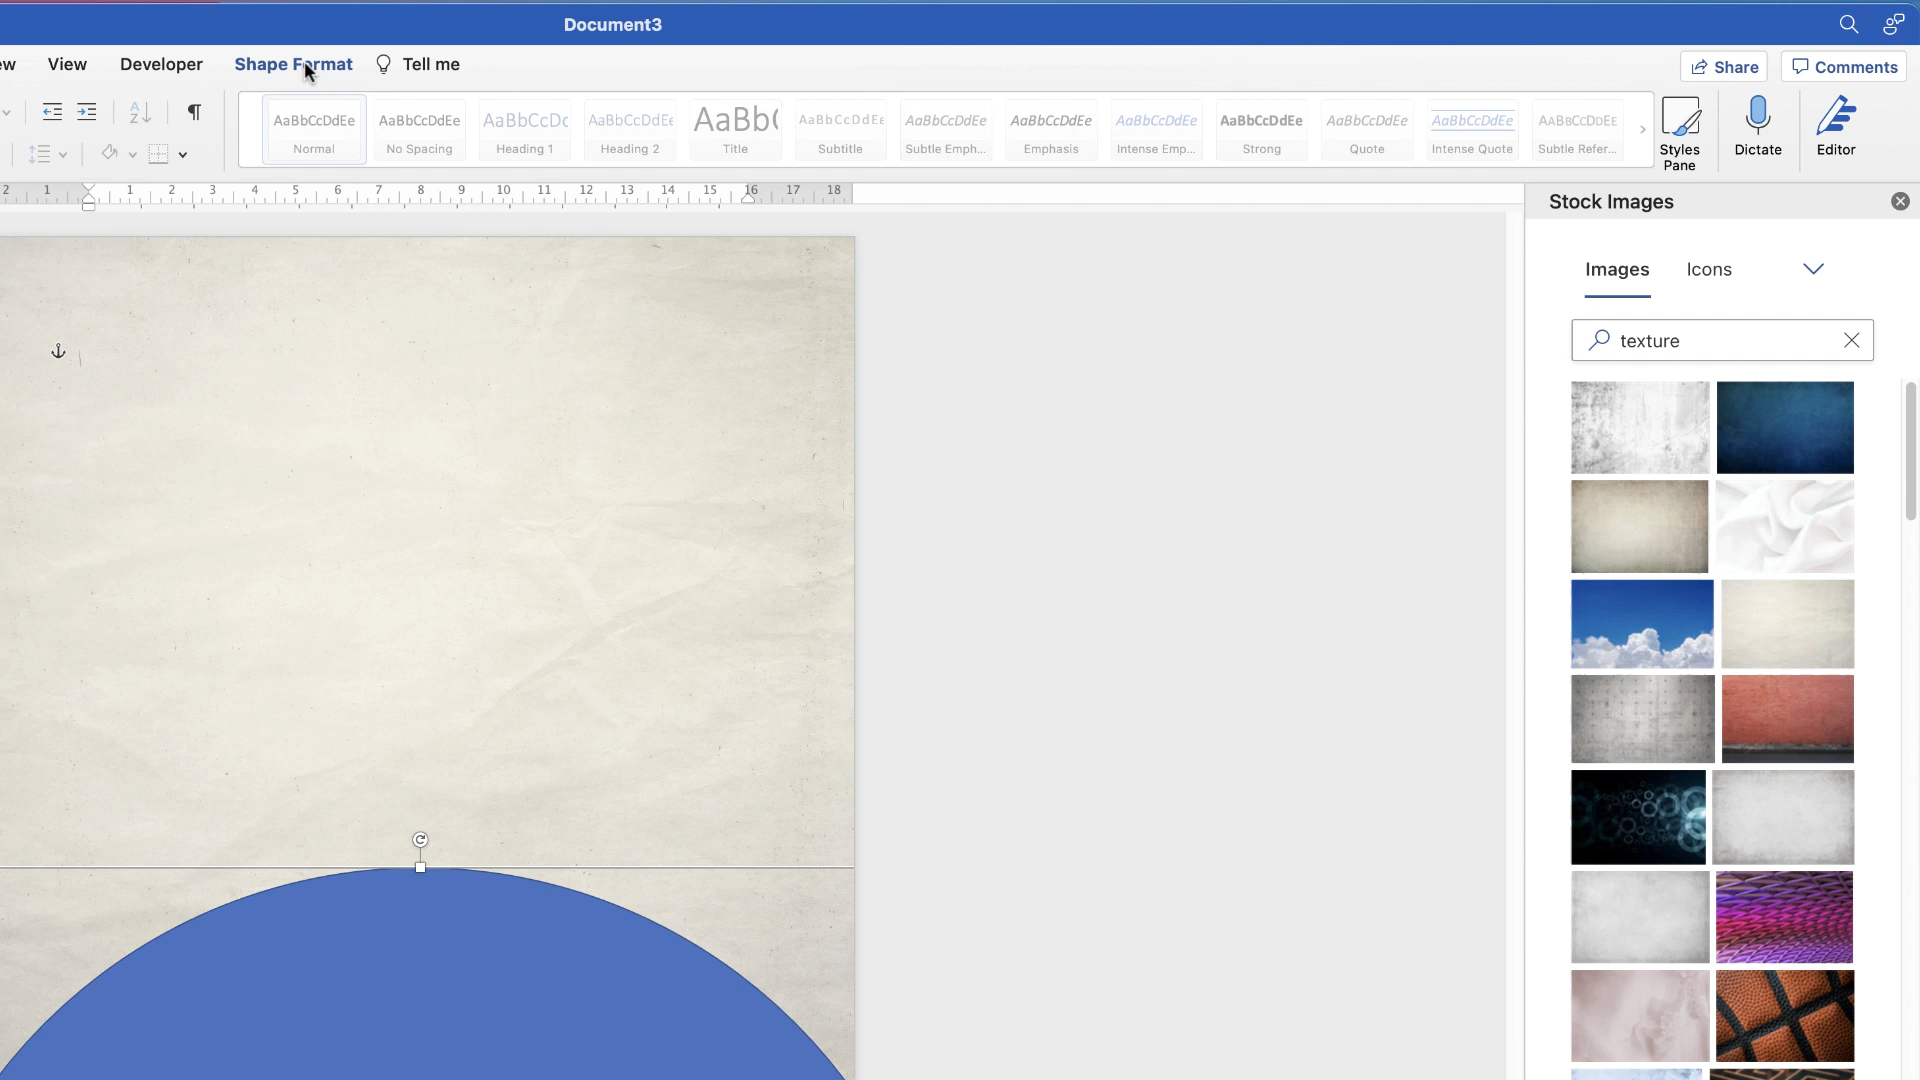 Document3
ew View Developer Shape Format Tell me
Share Comments
A
Z
¶
AaBbCcDdEe AaBbCcDdEe AaBbCcDc AaBbCcDdEe AaBb( AaBbCcDdEe AaBbCcDdEe AaBbCcDdEe AaBbCcDdEe AaBbCcDdEe AaBbCcDdEe AaBbCcDdEe AaBbCcDdEe
Normal No Spacing Heading 1 Heading 2 Title Subtitle Subtle Emph... Emphasis Intense Emp... Strong Quote Intense Quote Subtle Refer...
Styles
Pane
Dictate Editor
2 1 1 2 3 4 5 6 7 8 9 10 11 12 13 14 15 16 17 18
Stock Images
Images Icons
texture